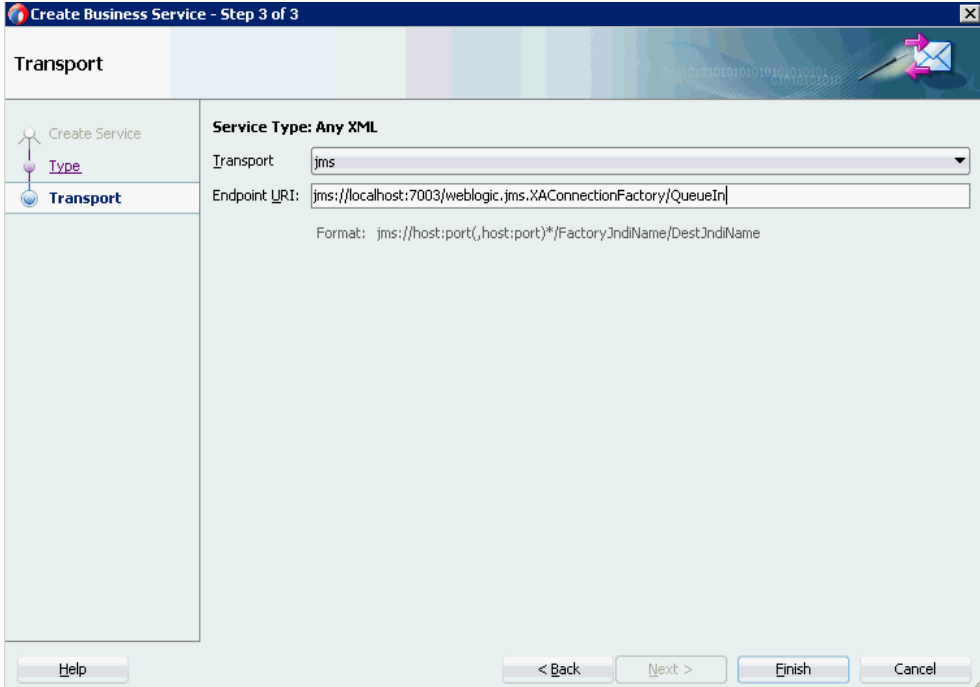 Create Business Service - Step 3 of 3
Transport
Create Service
Type
Transport
Service Type: Any XML
Transport jms
Endpoint URI: jms://localhost:7003/weblogic.jms.XAConnectionFactory/QueueIn
Format: jms://host:port(,host:port)*/FactoryJndiName/DestJndiName
Help < Back Next > Finish Cancel